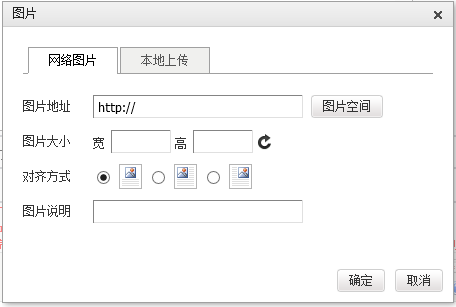 图片
网络图片 本地上传
图片地址 http:// 图片空间
图片大小 宽 高
对齐方式
图片说明
确定 取消